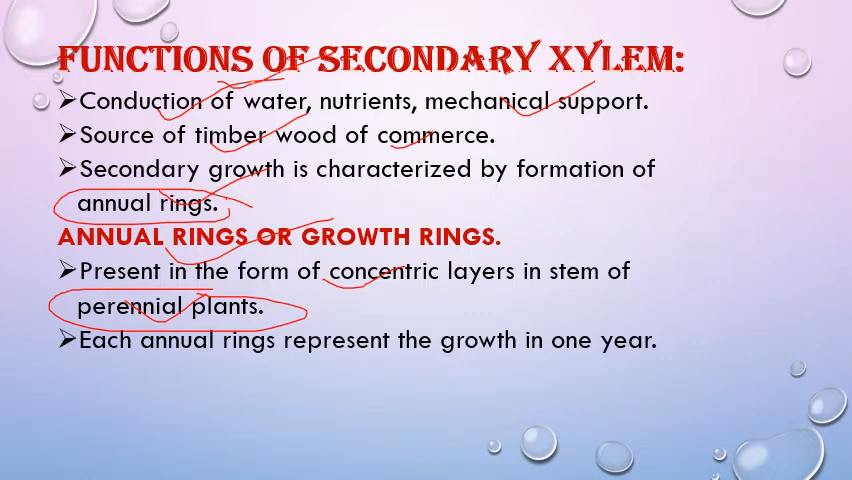 FUNCTIONS OF SECONDARY XYLEM:
➢Conduction of water, nutrients, mechanical support.
➢Source of timber wood of commerce.
➢Secondary growth is characterized by formation of
annual rings.
ANNUAL RINGS OR GROWTH RINGS.
➢Present in the form of concentric layers in stem of
perennial plants.
➢Each annual rings represent the growth in one year.